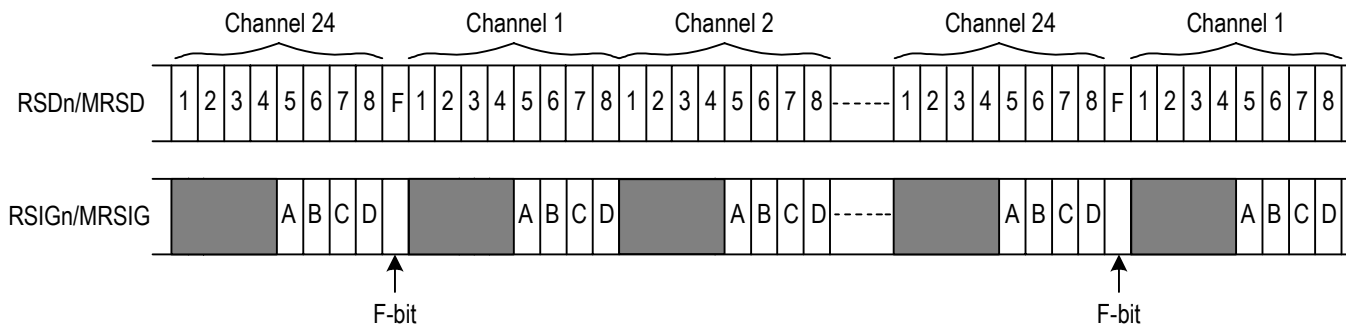 Channel 24 Channel 1 Channel 2 Channel 24 Channel 1
RSDn/MRSD 1 2 3 4 5 6 7 8 F 1 2 3 4 5 6 7 8 1 2 3 4 5 6 7 8 1 2 3 4 5 6 7 8 F 1 2 3 4 5 6 7 8
RSIGn/MRSIG A B C D A B C D A B C D A B C D A B C D
F-bit F-bit